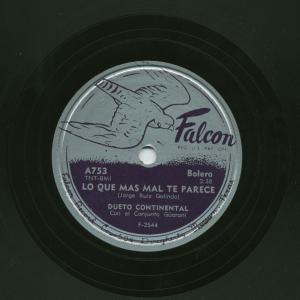 Falcon
REG. U.S. PAT. OFF.
A753
TNT-BMI
Bolero
2:38
LO QUE MAS MAL TE PARECE
(Jorge Ruiz Galindo)
DUETO CONTINENTAL
Con el Conjunto Guarani
F-2544